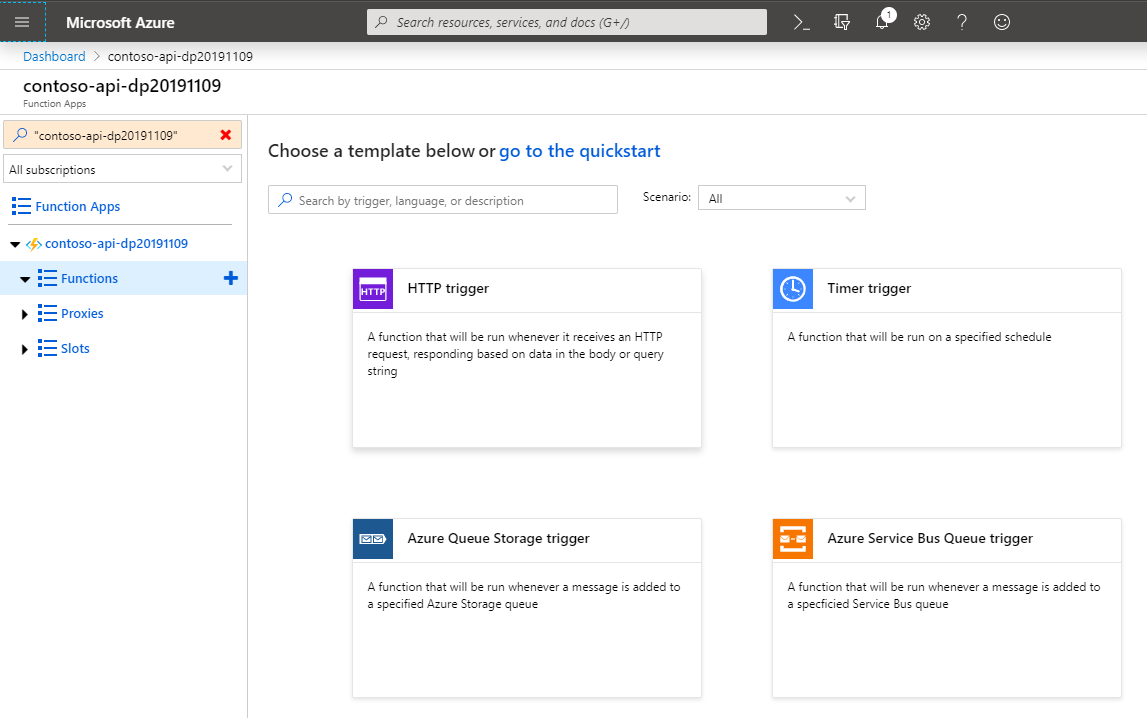 Microsoft Azure
Search resources, services, and docs (G+/)
1
Dashboard > contoso-api-dp20191109
contoso-api-dp20191109
Function Apps
"contoso-api-dp20191109"
All subscriptions
Function Apps
contoso-api-dp20191109
Functions
Proxies
Slots
Choose a template below or go to the quickstart
Search by trigger, language, or description
Scenario:
All
HTTP
HTTP trigger
A function that will be run whenever it receives an HTTP
request, responding based on data in the body or query
string
Timer trigger
A function that will be run on a specified schedule
Azure Queue Storage trigger
A function that will be run whenever a message is added to
a specified Azure Storage queue
Azure Service Bus Queue trigger
A function that will be run whenever a message is added to
a specficied Service Bus queue